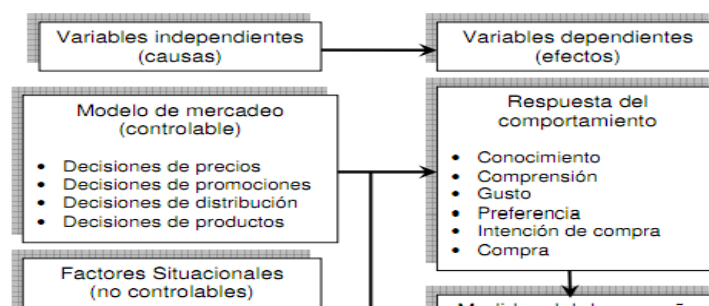 Variables independientes
(causas)
Variables dependientes
(efectos)
Modelo de mercadeo
(controlable)
• Decisiones de precios
• Decisiones de promociones
• Decisiones de distribución
• Decisiones de productos
Respuesta del
comportamiento
• Conocimiento
• Comprensión
• Gusto
• Preferencia
• Intención de compra
• Compra
Factores Situacionales
(no controlables)